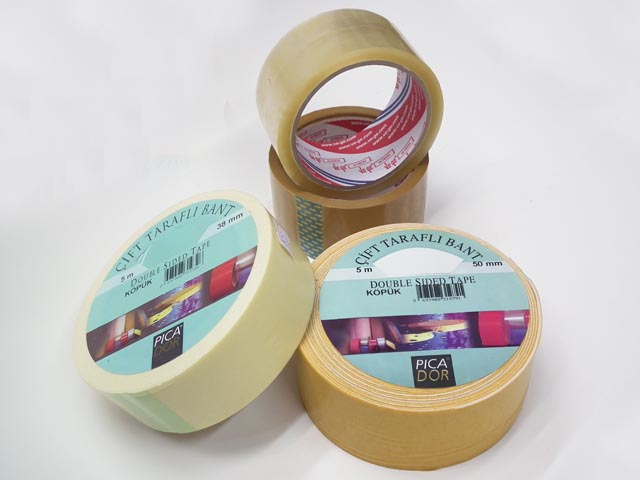 ÇİFT TARAFLI BANT
38 mm
5 m
DOUBLE SIDED TAPE
KÖPÜK
PICA
DOR
ÇİFT TARAFLI BANT
5 m
50 mm
DOUBLE SIDED TAPE
KÖPÜK
PICA
DOR